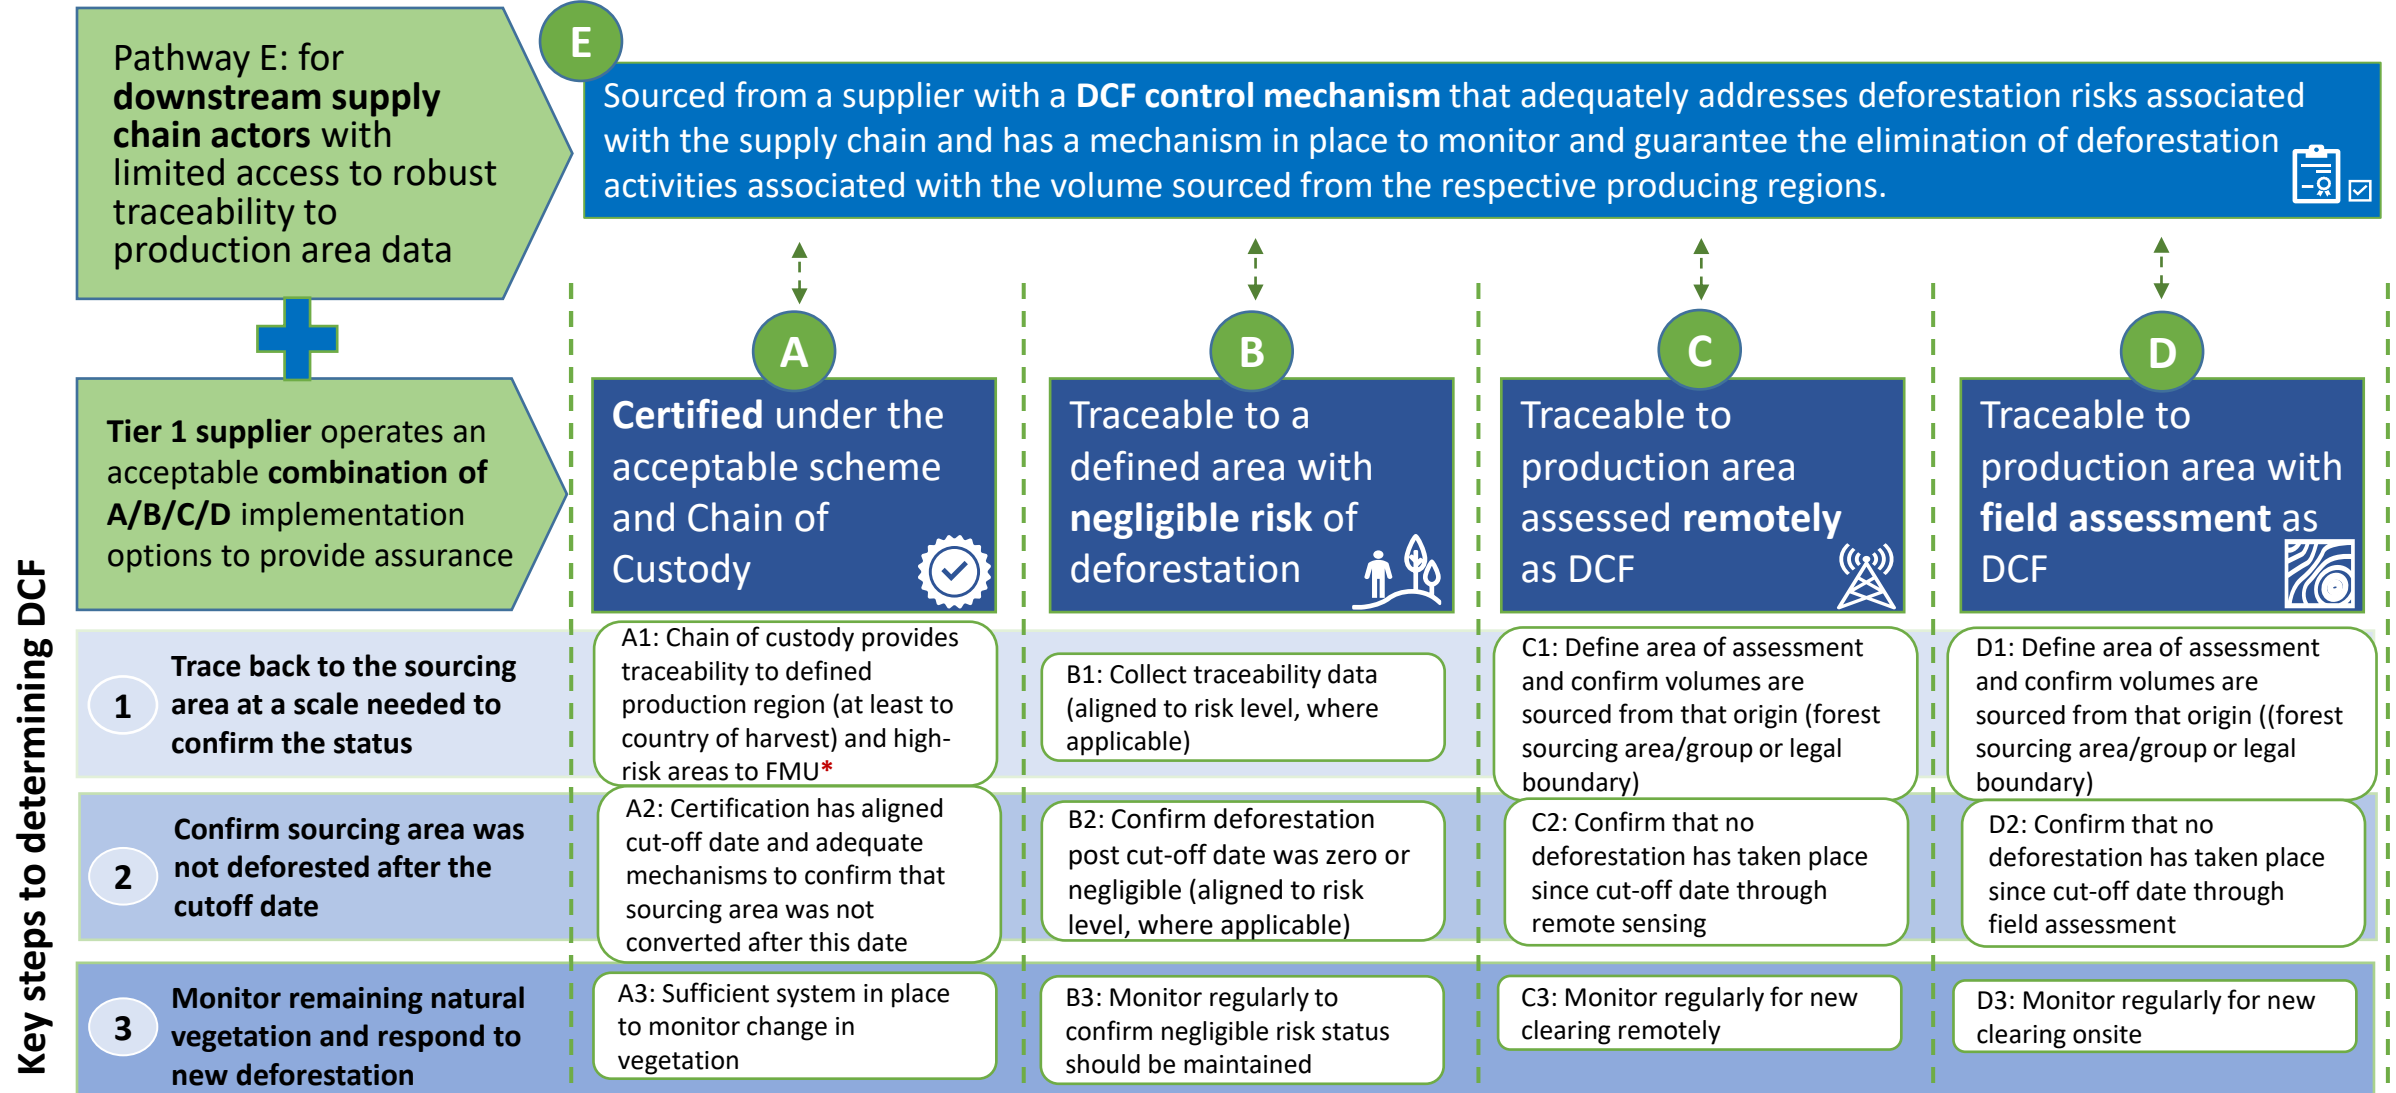 Pathway E: for
downstream supply
chain actors with
limited access to robust
traceability to
production area data
E
Sourced from a supplier with a DCF control mechanism that adequately addresses deforestation risks associated
with the supply chain and has a mechanism in place to monitor and guarantee the elimination of deforestation
activities associated with the volume sourced from the respective producing regions.
Tier 1 supplier operates an
acceptable combination of
A/B/C/D implementation
options to provide assurance
A
Certified under the
acceptable scheme
and Chain of
Custody
B
Traceable to a
defined area with
negligible risk of
deforestation
C
Traceable to
production area
assessed remotely
as DCF
D
Traceable to
production area with
field assessment as
DCF
Key steps to determining DCF
1
Trace back to the sourcing
area at a scale needed to
confirm the status
A1: Chain of custody provides
traceability to defined
production region (at least to
country of harvest) and high-
risk areas to FMU*
B1: Collect traceability data
(aligned to risk level, where
applicable)
C1: Define area of assessment
and confirm volumes are
sourced from that origin (forest
sourcing area/group or legal
boundary)
D1: Define area of assessment
and confirm volumes are
sourced from that origin ((forest
sourcing area/group or legal
boundary)
2
Confirm sourcing area was
not deforested after the
cutoff date
A2: Certification has aligned
cut-off date and adequate
mechanisms to confirm that
sourcing area was not
converted after this date
B2: Confirm deforestation
post cut-off date was zero or
negligible (aligned to risk
level, where applicable)
C2: Confirm that no
deforestation has taken place
since cut-off date through
remote sensing
D2: Confirm that no
deforestation has taken place
since cut-off date through
field assessment
3
Monitor remaining natural
vegetation and respond to
new deforestation
A3: Sufficient system in place
to monitor change in
vegetation
B3: Monitor regularly to
confirm negligible risk status
should be maintained
C3: Monitor regularly for new
clearing remotely
D3: Monitor regularly for new
clearing onsite